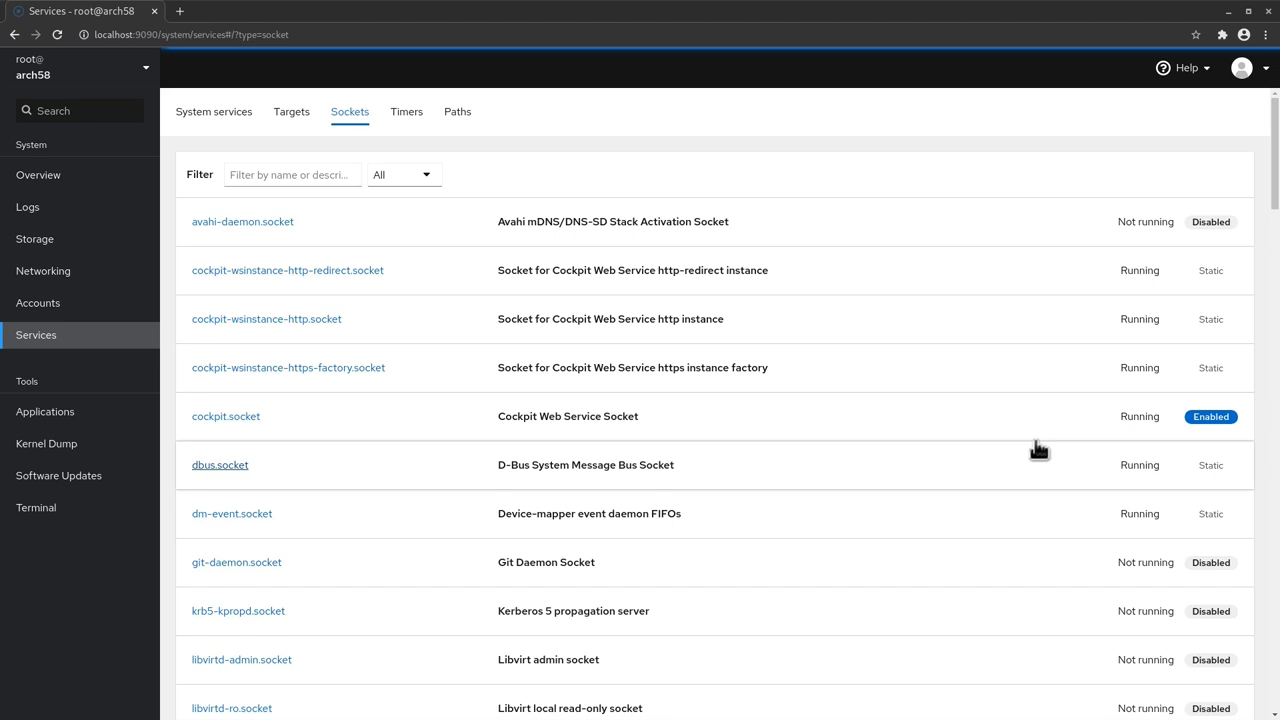 Services - root@arch58
localhost:9090/system/services#/?type=socket
root@
arch58
Help
Search
System services Targets Sockets Timers Paths
System
Overview
Logs
Storage
Networking
Accounts
Services
Tools
Applications
Kernel Dump
Software Updates
Terminal
Filter Filter by name or descri... All
avahi-daemon.socket Avahi mDNS/DNS-SD Stack Activation Socket Not running Disabled
cockpit-wsinstance-http-redirect.socket Socket for Cockpit Web Service http-redirect instance Running Static
cockpit-wsinstance-http.socket Socket for Cockpit Web Service http instance Running Static
cockpit-wsinstance-https-factory.socket Socket for Cockpit Web Service https instance factory Running Static
cockpit.socket Cockpit Web Service Socket Running Enabled
dbus.socket D-Bus System Message Bus Socket Running Static
dm-event.socket Device-mapper event daemon FIFOs Running Static
git-daemon.socket Git Daemon Socket Not running Disabled
krb5-kpropd.socket Kerberos 5 propagation server Not running Disabled
libvirtd-admin.socket Libvirt admin socket Not running Disabled
libvirtd-ro.socket Libvirt local read-only socket Not running Disabled